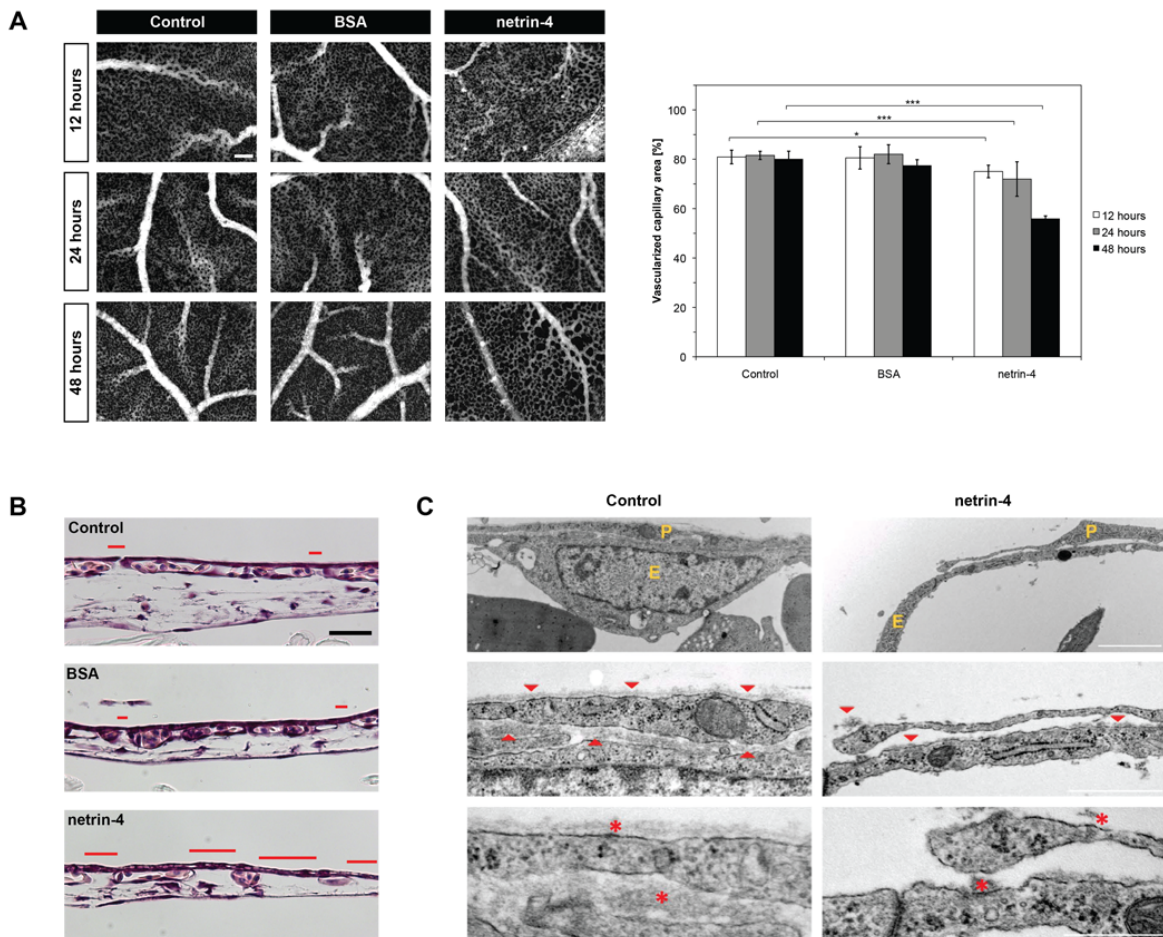 A
Control
BSA
netrin-4
12 hours
24 hours
48 hours
Vascularized capillary area [%]
100
80
60
40
20
0
***
***
*
Control
BSA
netrin-4
12 hours
24 hours
48 hours
B
Control
BSA
netrin-4
C
Control
netrin-4
P
E
P
E
*
*
*
*